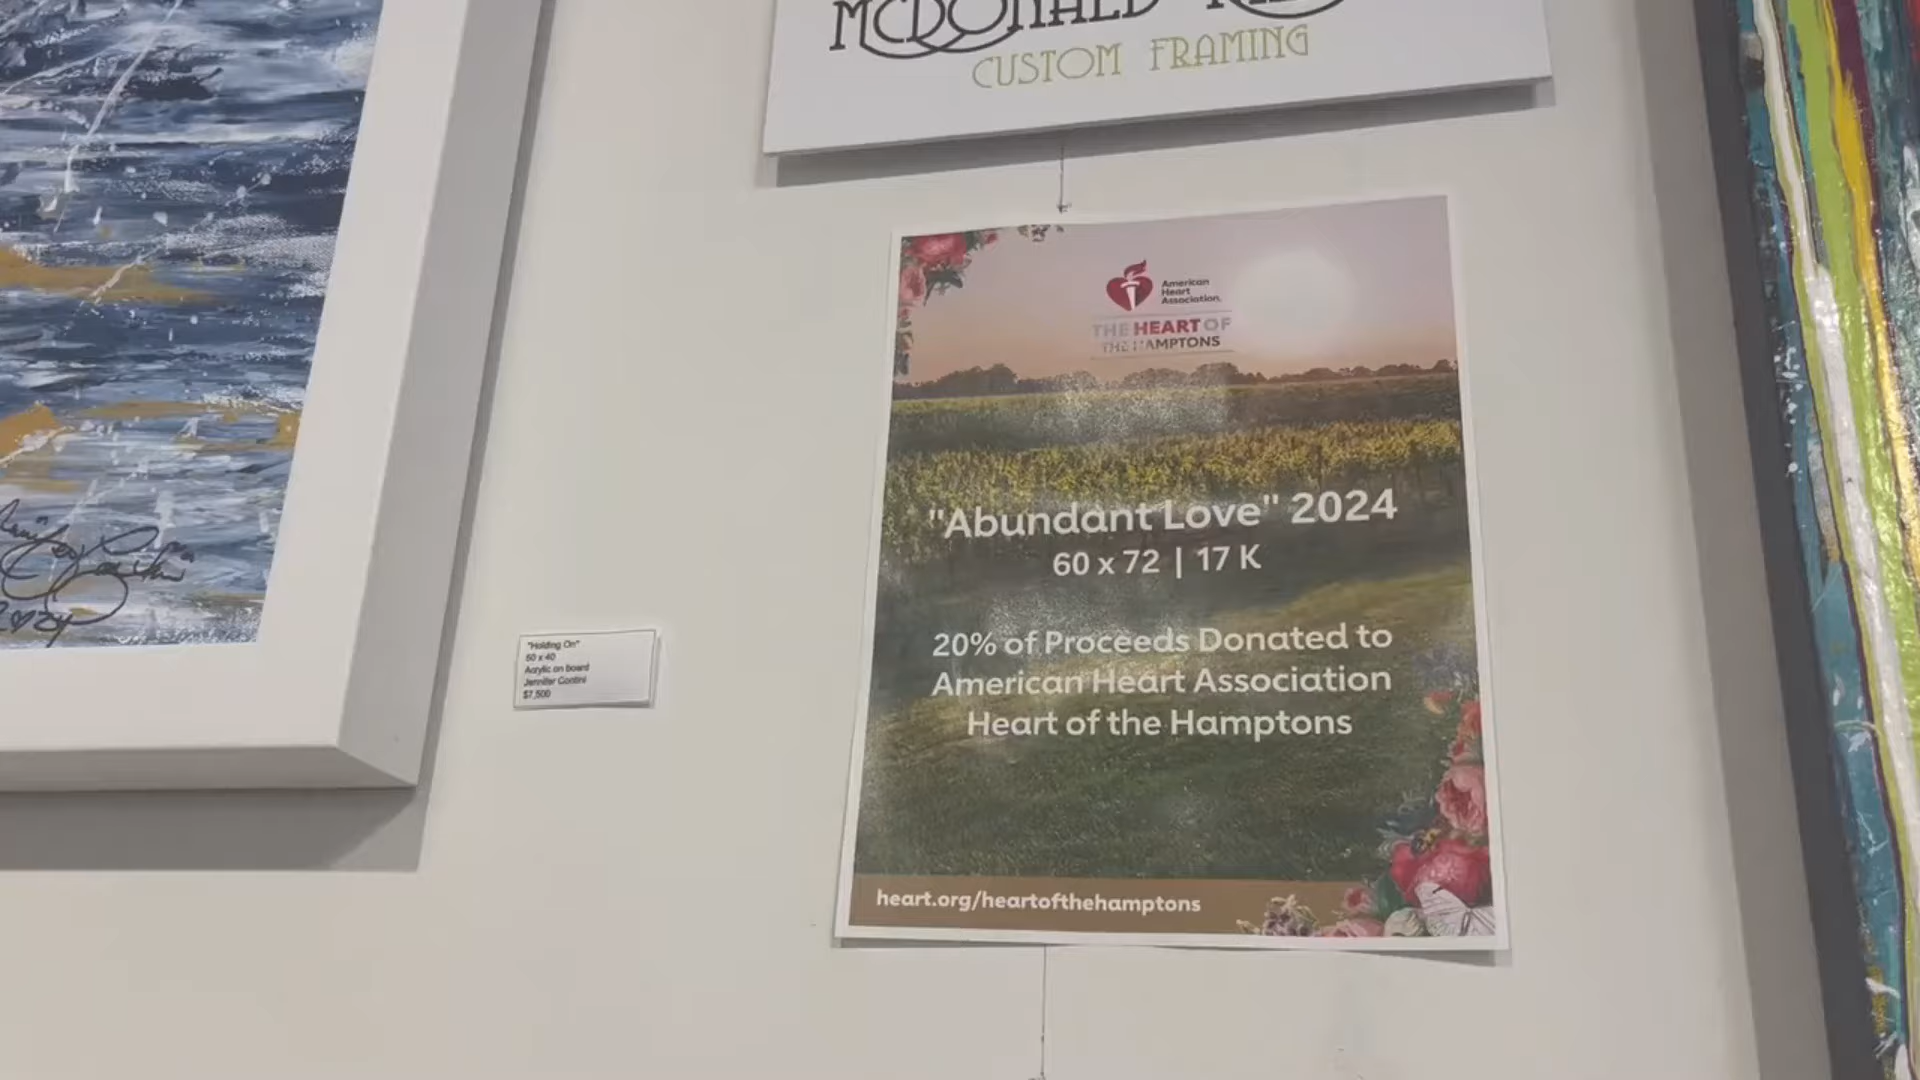 MCDONALD
CUSTOM FRAMING
American
Heart
Association.
THE HEART OF
THE HAMPTONS
"Abundant Love" 2024
60 x 72 | 17 K
20% of Proceeds Donated to
American Heart Association
Heart of the Hamptons
heart.org/heartofthehamptons
"Holding On"
60 x 40
Acrylic on board
Jennifer Contini
$7,500